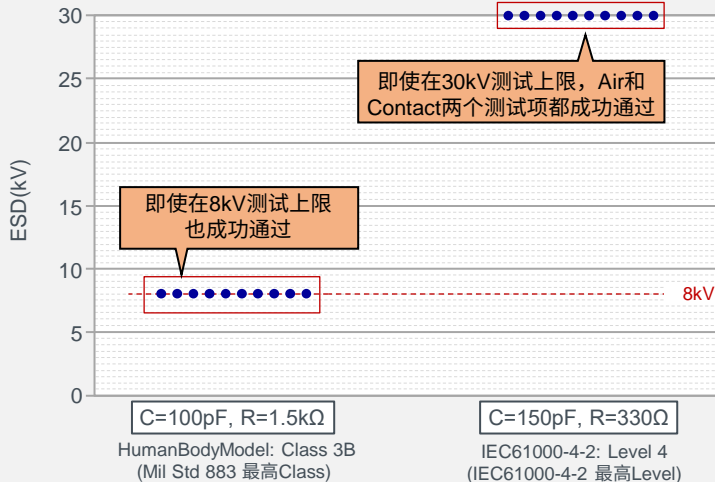 ESD(kV)
30
25
20
15
10
5
0
即使在30kV测试上限，Air和
Contact两个测试项都成功通过
即使在8kV测试上限
也成功通过
8kV
C=100pF, R=1.5kΩ
HumanBodyModel: Class 3B
(Mil Std 883 最高Class)
C=150pF, R=330Ω
IEC61000-4-2: Level 4
(IEC61000-4-2 最高Level)